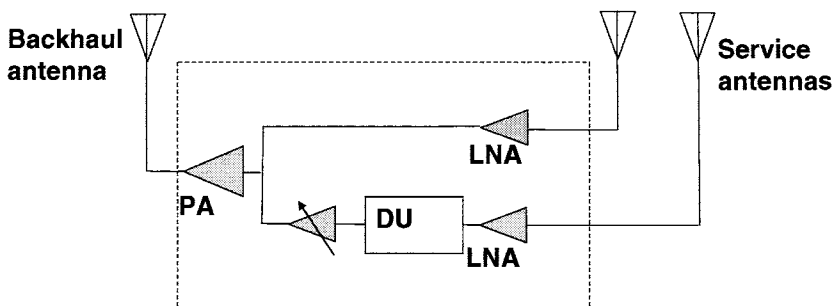 Backhaul
antenna
Service
antennas
LNA
PA
DU
LNA